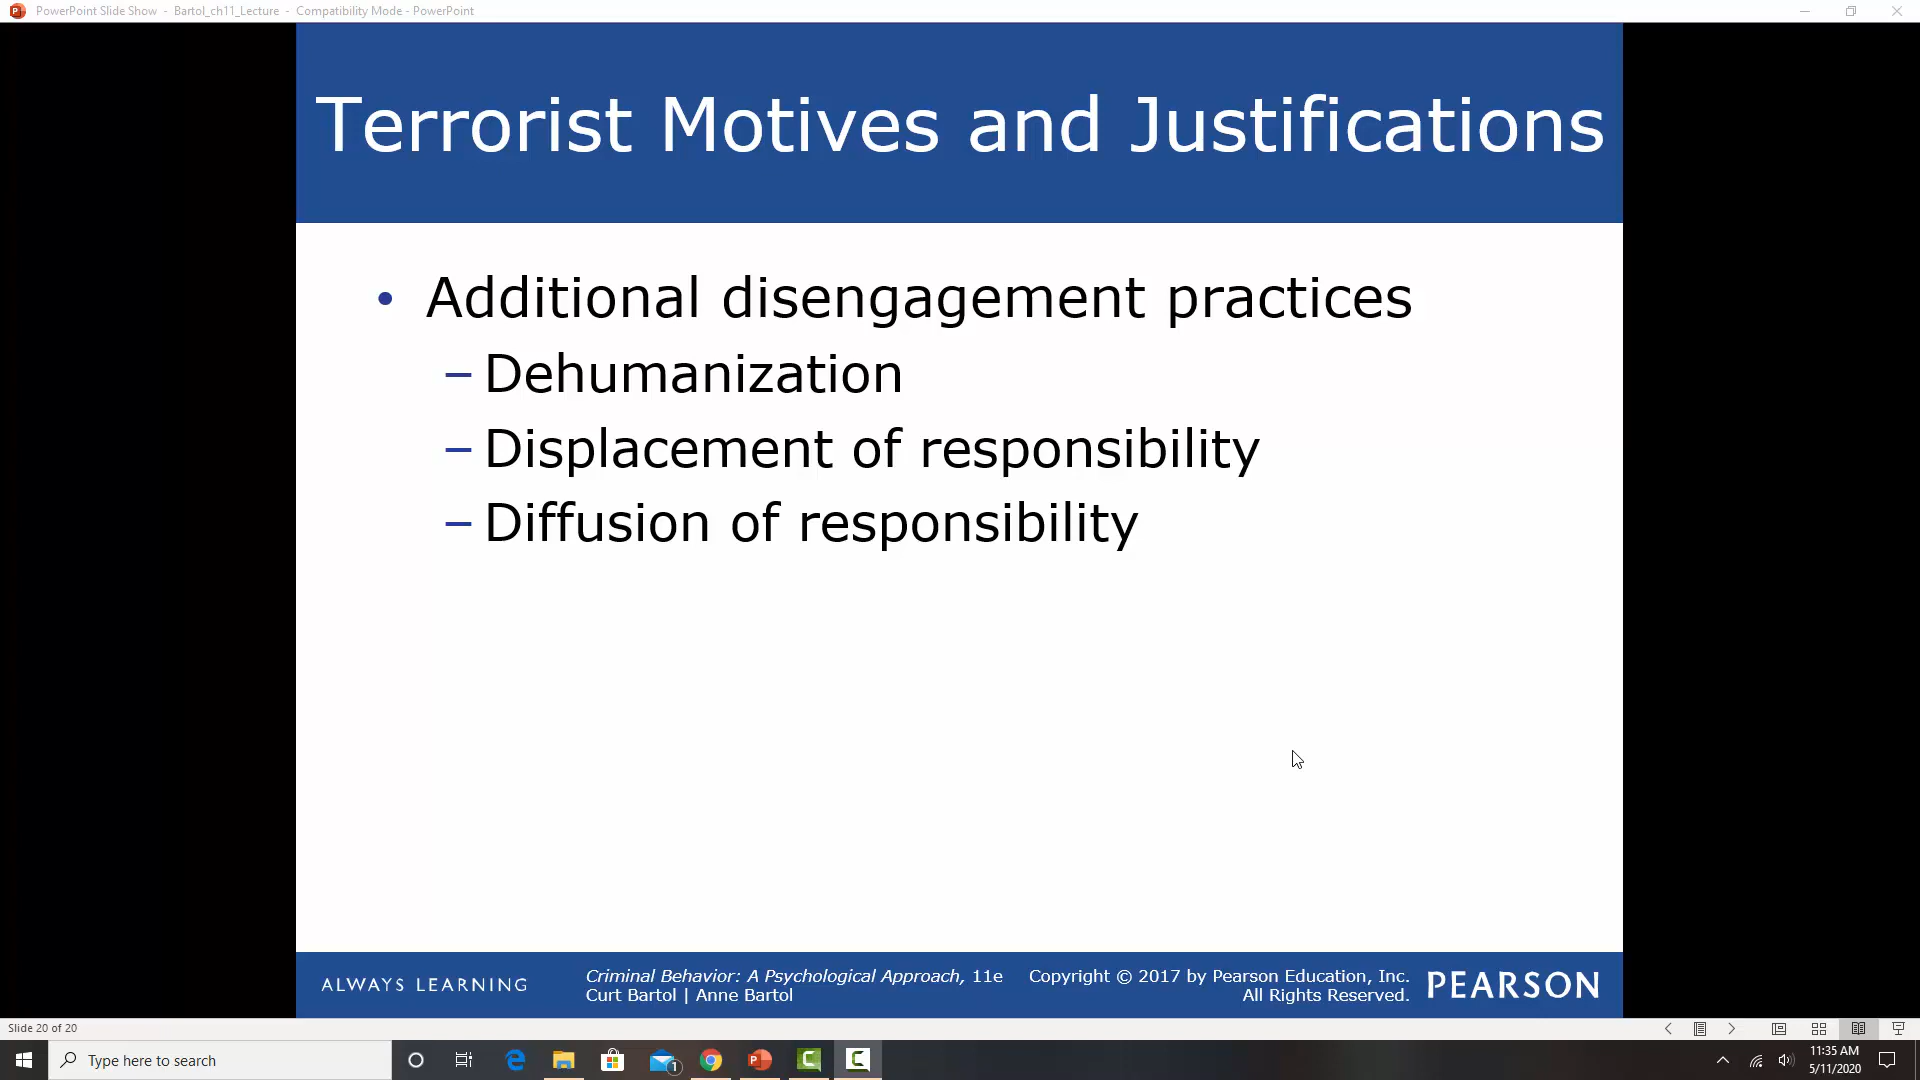 PowerPoint Slide Show - Bartol_ch11_Lecture - Compatibility Mode - PowerPoint
Terrorist Motives and Justifications
• Additional disengagement practices
– Dehumanization
– Displacement of responsibility
– Diffusion of responsibility
ALWAYS LEARNING
Criminal Behavior: A Psychological Approach, 11e
Curt Bartol | Anne Bartol
Copyright © 2017 by Pearson Education, Inc.
All Rights Reserved.
PEARSON
Slide 20 of 20
Type here to search
1
11:35 AM
5/11/2020